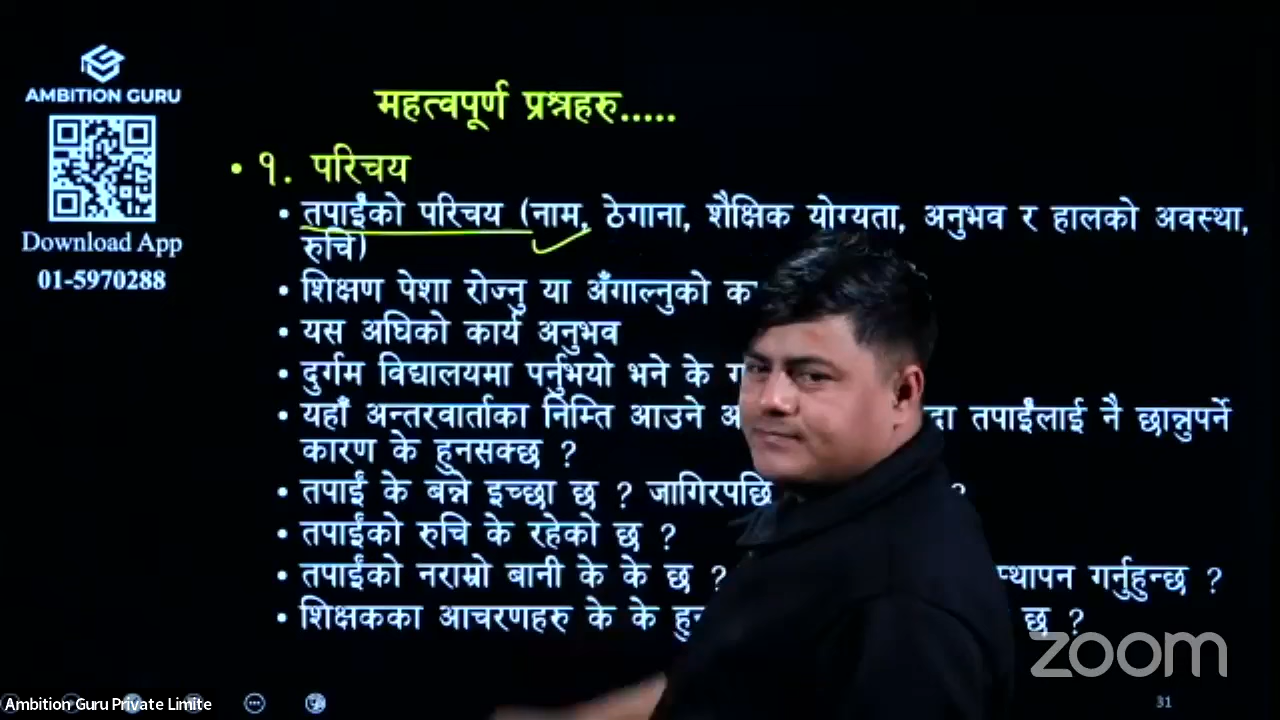 AMBITION GURU
Download App
01-5970288
महत्वपूर्ण प्रश्नहरु.....
• १. परिचय
• तपाईंको परिचय (नाम, ठेगाना, शैक्षिक योग्यता, अनुभव र हालको अवस्था,
रुचि)
• शिक्षण पेशा रोज्नु या अँगाल्नुको
• यस अघिको कार्य अनुभव
• दुर्गम विद्यालयमा पर्नुभयो भने के
• यहाँ अन्तरवार्ताका निम्ति आउने तपाईंलाई नै छान्नुपर्ने
कारण के हुनसक्छ ?
• तपाईं के बन्ने इच्छा छ ? जागिरपछि ?
• तपाईंको रुचि के रहेको छ ?
• तपाईंको नराम्रो बानी के के छ ? गर्नुहुन्छ ?
• शिक्षकका आचरणहरु के के छ ?
zoom
Ambition Guru Private Limite
31